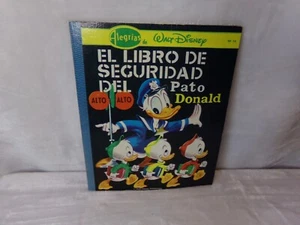 Alegrías de WALT DISNEY
EL LIBRO DE
SEGURIDAD
DEL Pato
ALTO ALTO Donald